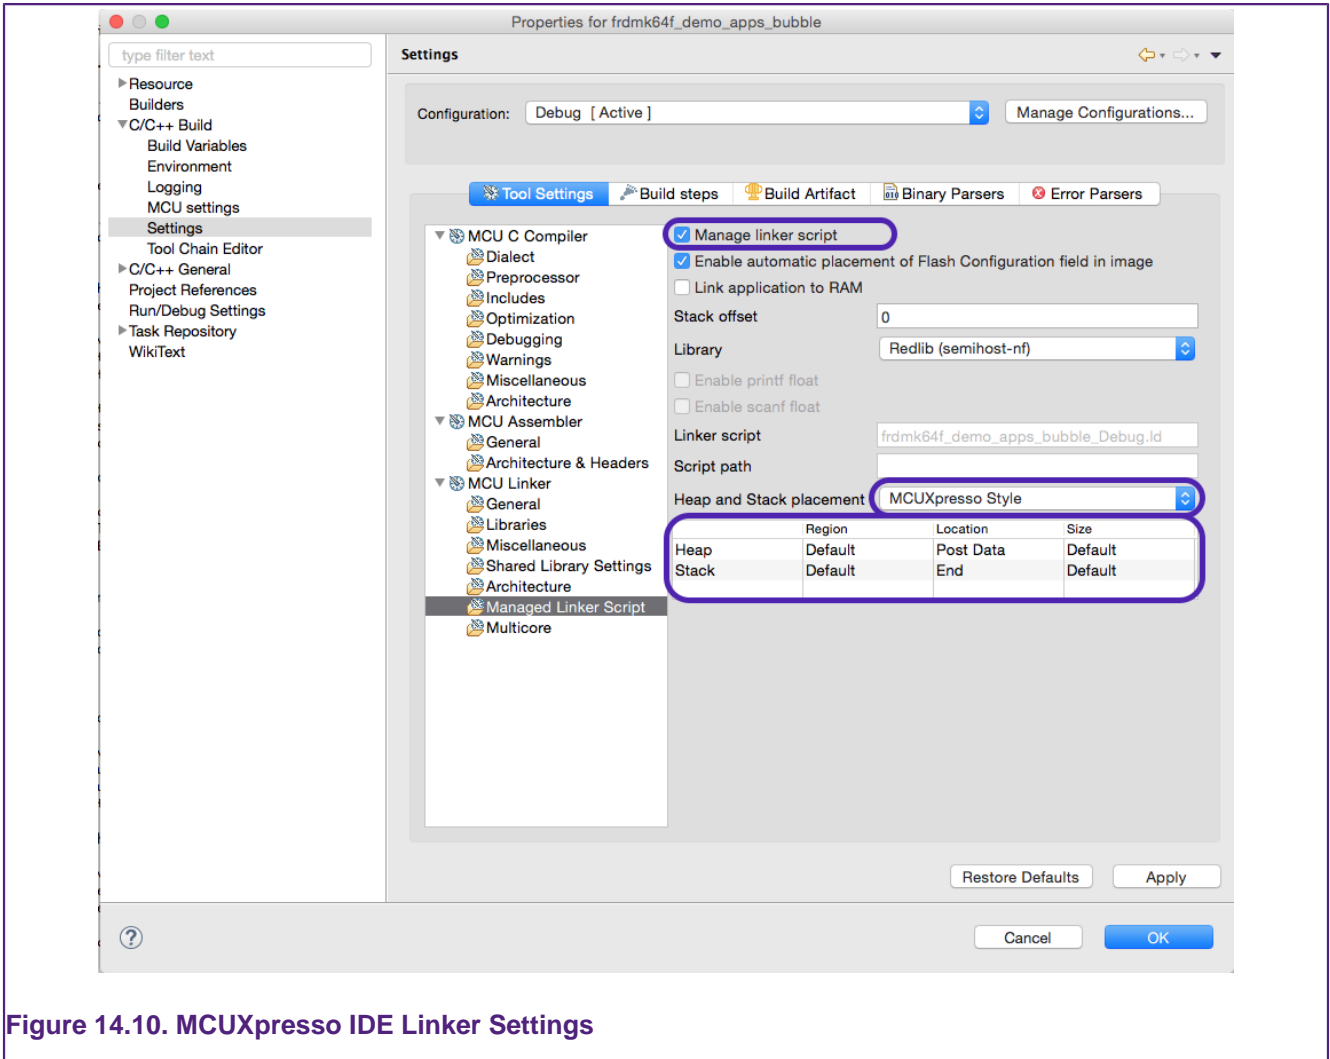 Properties for frdmk64f_demo_apps_bubble
type filter text
Resource
Builders
C/C++ Build
Build Variables
Environment
Logging
MCU settings
Settings
Tool Chain Editor
C/C++ General
Project References
Run/Debug Settings
Task Repository
WikiText
Settings
Configuration: Debug [ Active ] Manage Configurations...
Tool Settings Build steps Build Artifact Binary Parsers Error Parsers
MCU C Compiler
Dialect
Preprocessor
Includes
Optimization
Debugging
Warnings
Miscellaneous
Architecture
MCU Assembler
General
Architecture & Headers
MCU Linker
General
Libraries
Miscellaneous
Shared Library Settings
Architecture
Managed Linker Script
Multicore
Manage linker script
Enable automatic placement of Flash Configuration field in image
Link application to RAM
Stack offset 0
Library Redlib (semihost-nf)
Enable printf float
Enable scanf float
Linker script frdmk64f_demo_apps_bubble_Debug.ld
Script path
Heap and Stack placement MCUXpresso Style
Region Location Size
Heap Default Post Data Default
Stack Default End Default
Restore Defaults Apply
? Cancel OK
Figure 14.10. MCUXpresso IDE Linker Settings